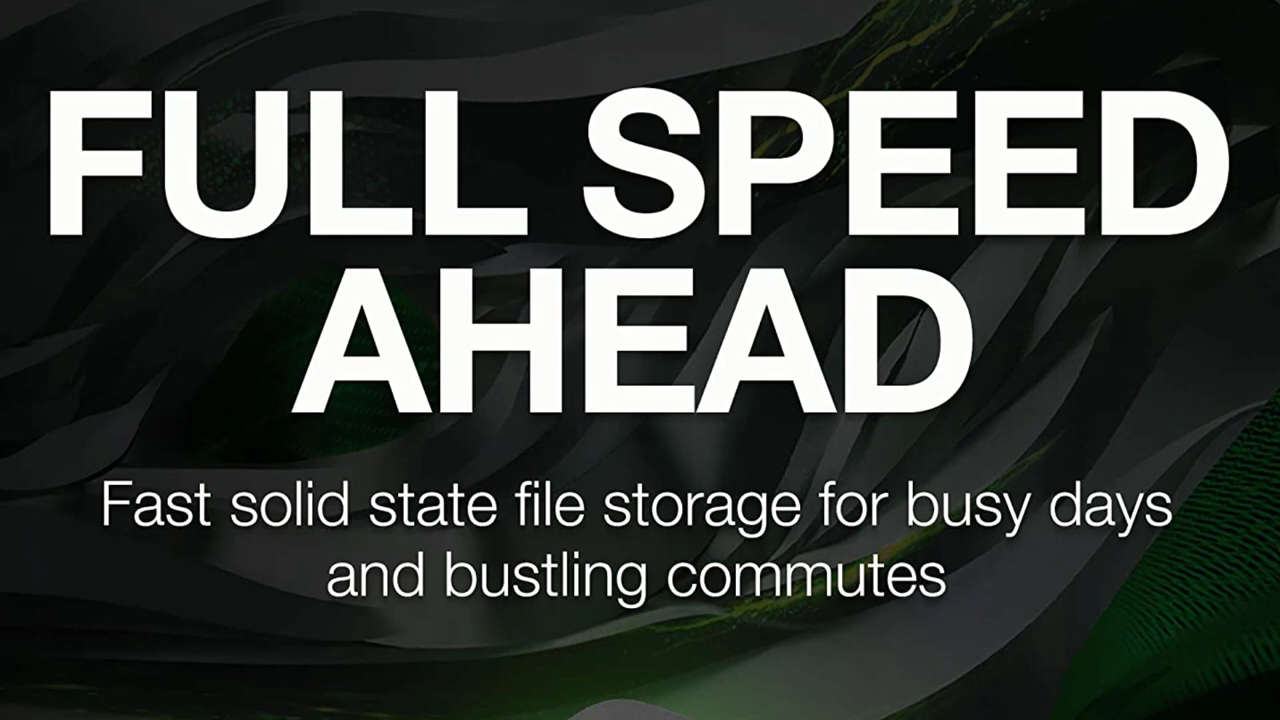 FULL SPEED
AHEAD
Fast solid state file storage for busy days
and bustling commutes